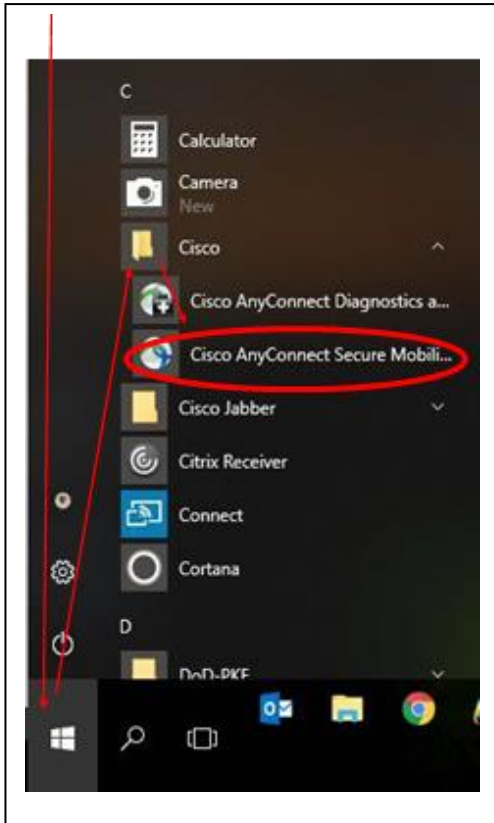 C
Calculator
Camera
New
Cisco
Cisco AnyConnect Diagnostics a...
Cisco AnyConnect Secure Mobili...
Cisco Jabber
Citrix Receiver
Connect
Cortana
D
DoD-PKE